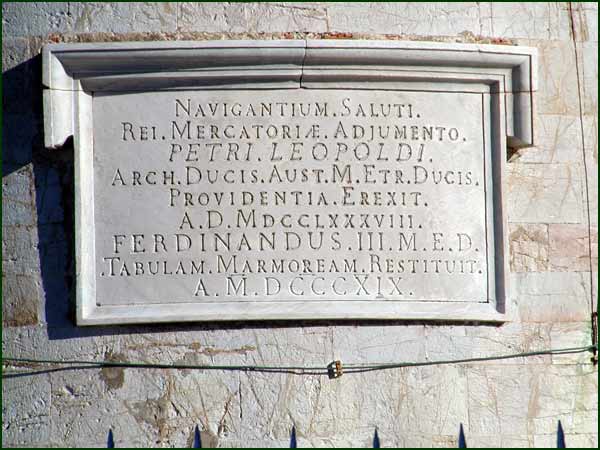 NAVIGANTIUM.SALUTI.
REI.MERCATORIÆ.ADJUMENTO.
PETRI.LEOPOLDI.
ARCH.DUCIS.AUST.M.ETR.DUCIS.
PROVIDENTIA.EREXIT.
A.D.MDCCLXXXVIII.
FERDINANDUS.III.M.E.D.
TABULAM.MARMOREAM.RESTITUIT.
A.MDCCCXIX.